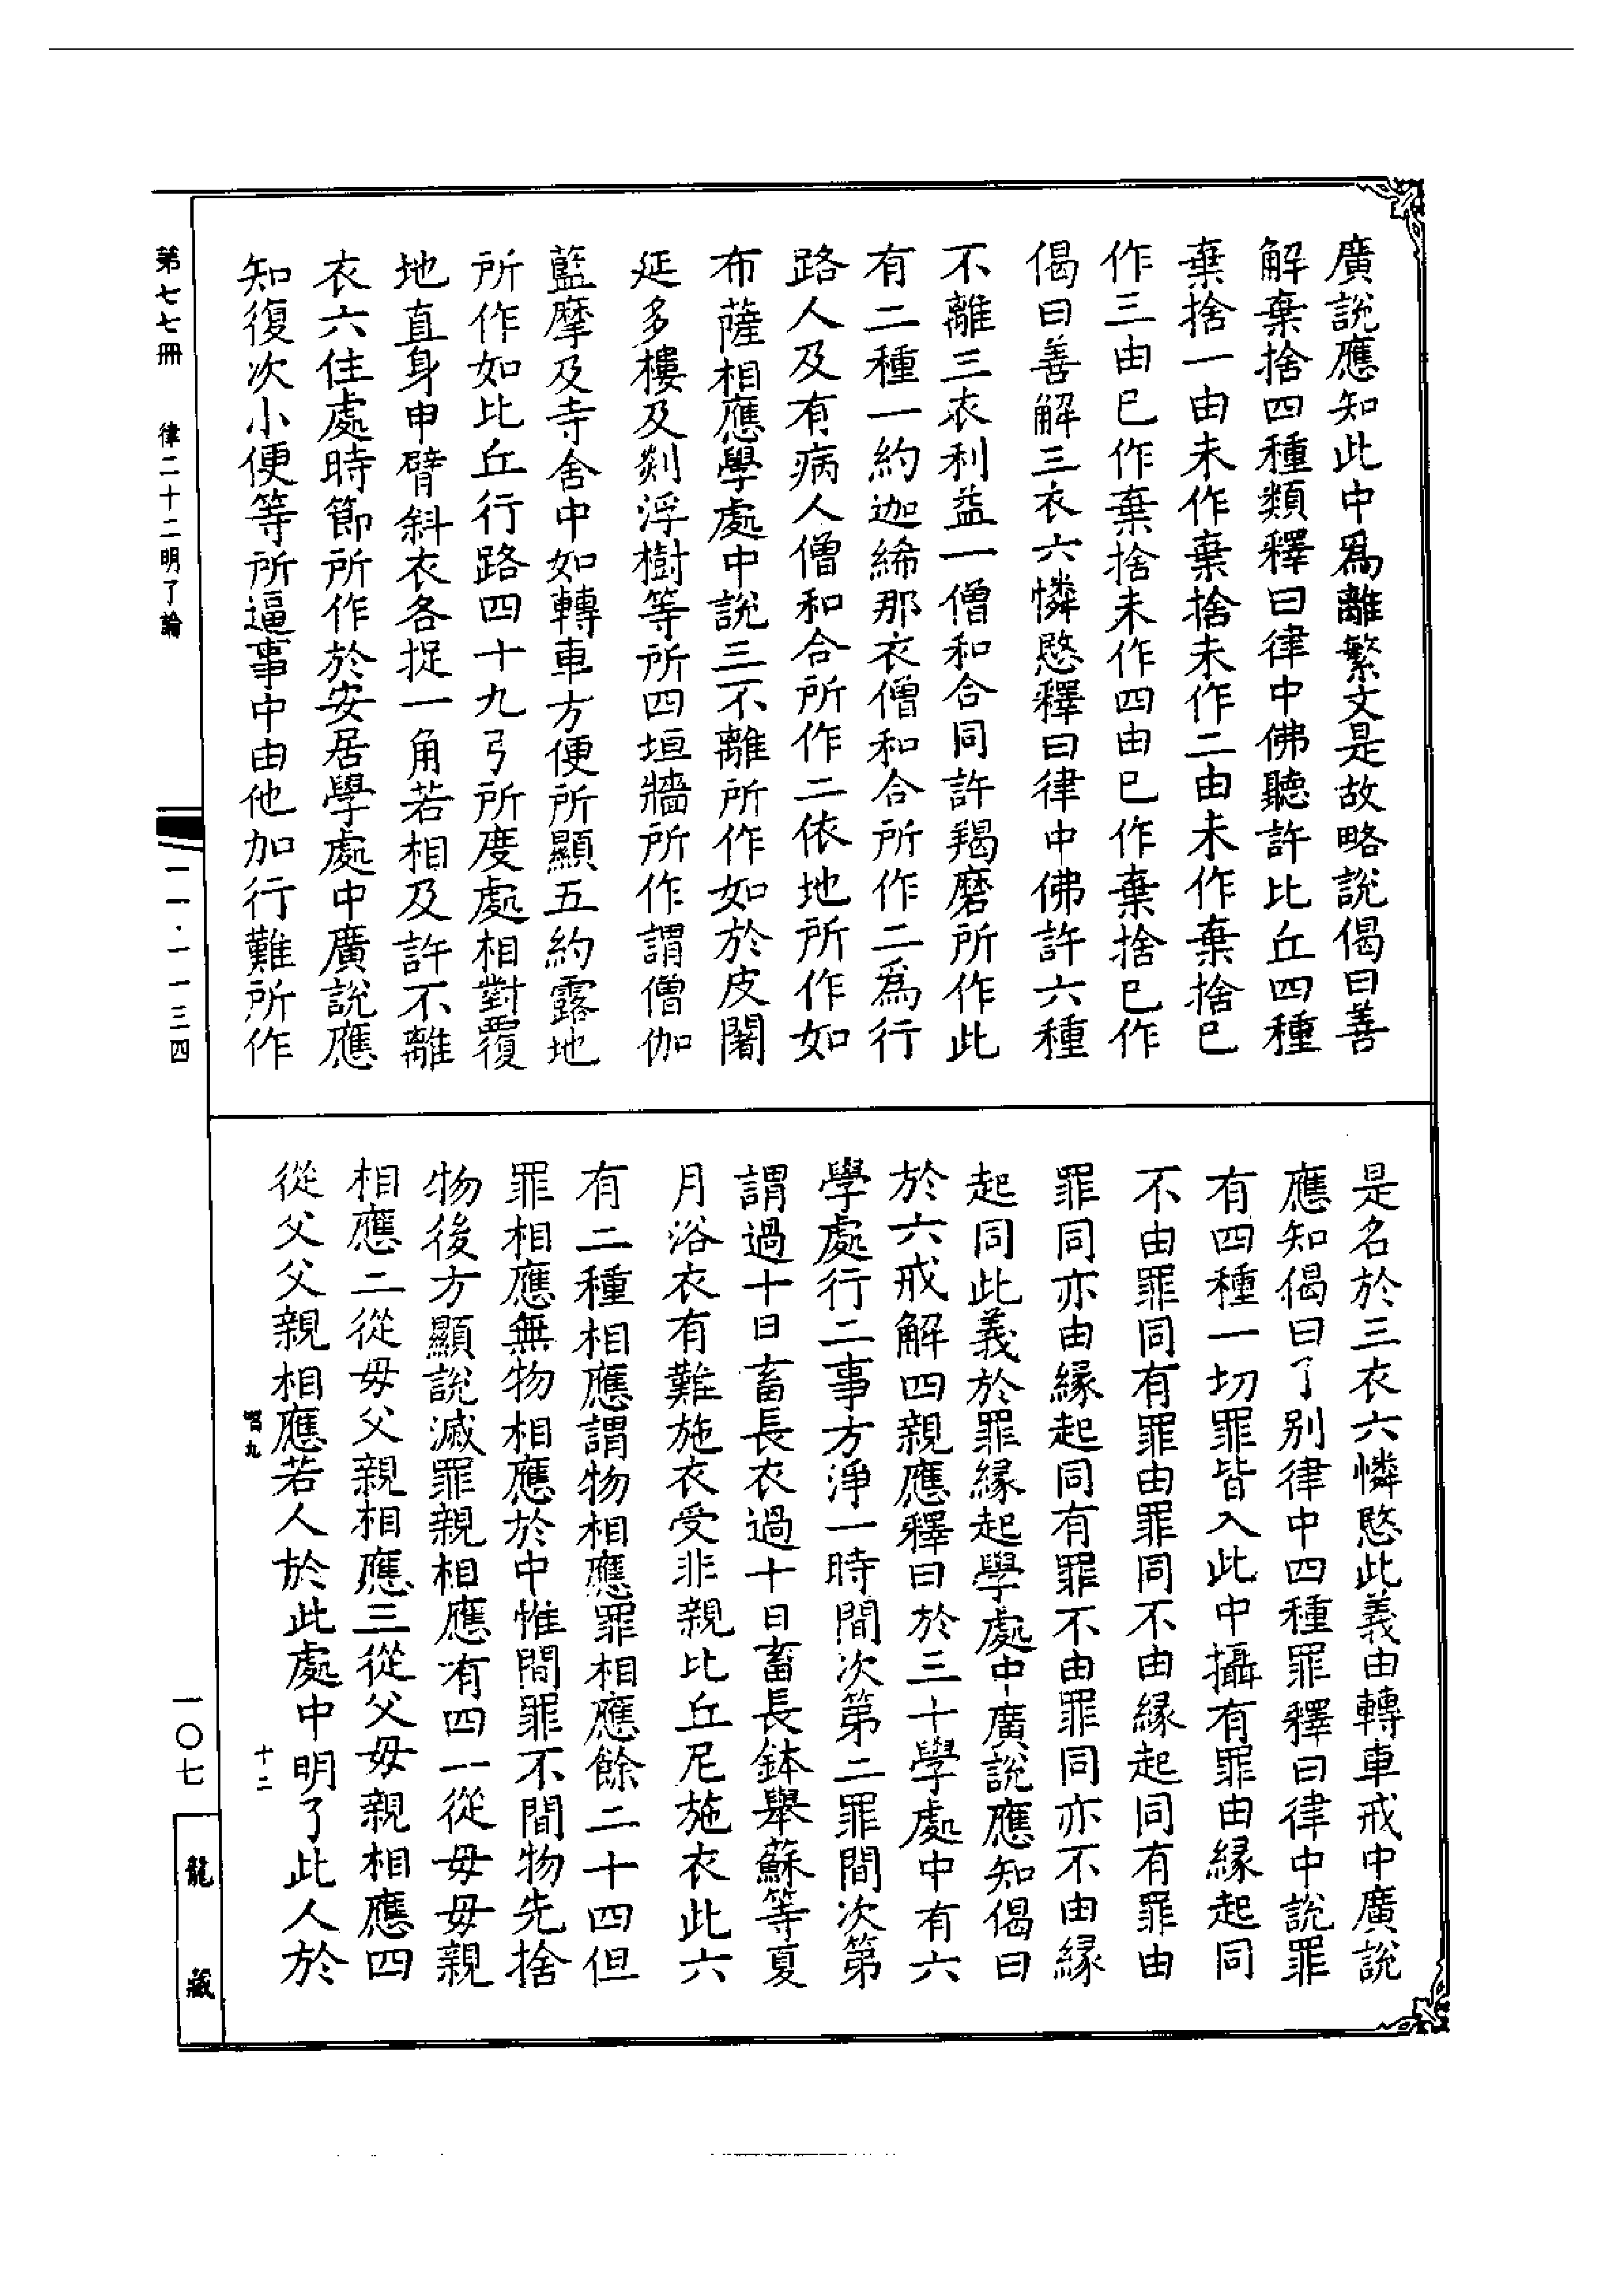 廣說應知此中爲離繁文是故略說偈曰善
解棄捨四種類釋曰律中佛聽許比丘四種
棄捨一由未作棄捨未作二由未作棄捨已
作三由已作棄捨未作四由已作棄捨已作
偈曰善解三衣六憐愍釋曰律中佛許六種
不離三衣利益一僧和合同許羯磨所作此
有二種一約迦絺那衣僧和合所作二爲行
路人及有病人僧和合所作二依地所作如
布薩相應學處中說三不離所作如於皮闍
延多樓及剡浮樹等所四垣牆所作謂僧伽
藍摩及寺舍中如轉車方便所顯五約露地
所作如比丘行路四十九弓所度處相對覆
地直身申臂斜衣各捉一角若相及許不離
衣六住處時節所作於安居學處中廣說應
知復次小便等所逼事中由他加行難所作
第七七冊 律二十二明了論
一一·一一三四
是名於三衣六憐愍此義由轉車戒中廣說
應知偈曰了別律中四種罪釋曰律中說罪
有四種一切罪皆入此中攝有罪由緣起同
不由罪同有罪由罪同不由緣起同有罪由
罪同亦由緣起同有罪不由罪同亦不由緣
起同此義於罪緣起學處中廣說應知偈曰
於六戒解四親應釋曰於三十學處中有六
學處行二事方淨一時間次第二罪間次第
謂過十日畜長衣過十日畜長鉢舉蘇等夏
月浴衣有難施衣受非親比丘尼施衣此六
有二種相應謂物相應罪相應餘二十四但
罪相應無物相應於中惟間罪不間物先捨
物後方顯說滅罪親相應有四一從毋毋親
相應二從毋父親相應三從父毋親相應四
從父父親相應若人於此處中明了此人於
十二
一〇七
龍藏